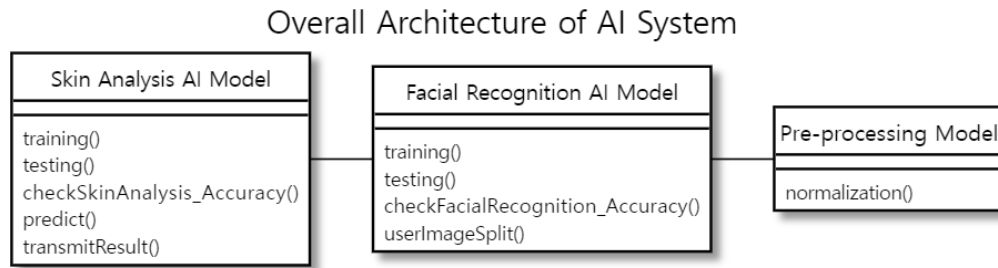 Overall Architecture of AI System
Skin Analysis AI Model
training()
testing()
checkSkinAnalysis_Accuracy()
predict()
transmitResult()
Facial Recognition AI Model
training()
testing()
checkFacialRecognition_Accuracy()
userImageSplit()
Pre-processing Model
normalization()